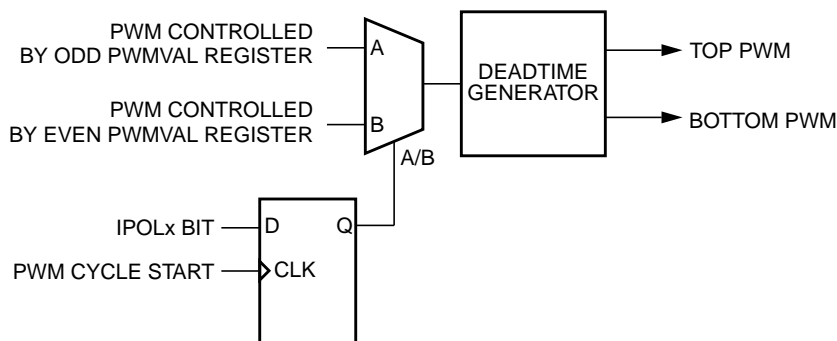 PWM CONTROLLED
BY ODD PWMVAL REGISTER
A
DEADTIME
GENERATOR
TOP PWM
PWM CONTROLLED
BY EVEN PWMVAL REGISTER
B
BOTTOM PWM
A/B
IPOLx BIT
D
Q
PWM CYCLE START
CLK